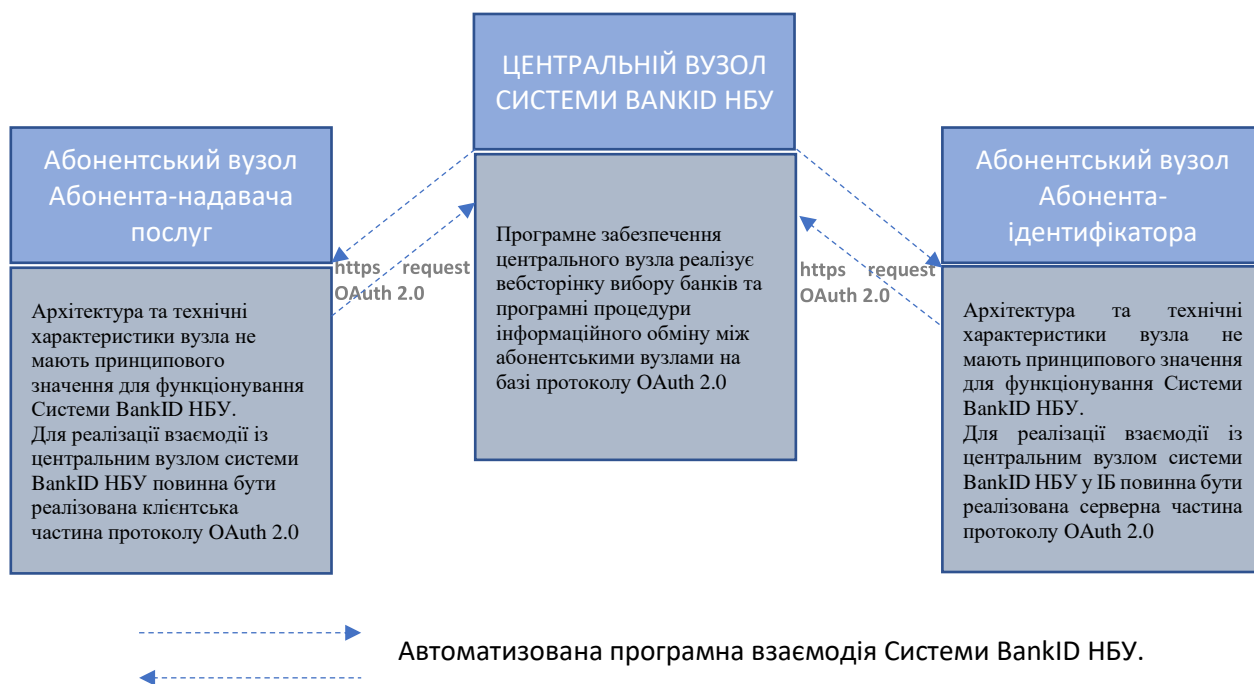 ЦЕНТРАЛЬНІЙ ВУЗОЛ
СИСТЕМИ BANKID НБУ
Абонентський вузол
Абонента-надавача
послуг
Абонентський вузол
Абонента-
ідентифікатора
Програмне забезпечення
центрального вузла реалізує
вебсторінку вибору банків та
програмні процедури
інформаційного обміну між
абонентськими вузлами на
базі протоколу OAuth 2.0
https request
OAuth 2.0
https request
OAuth 2.0
Архітектура та технічні
характеристики вузла не
мають принципового
значення для функціонування
Системи BankID НБУ.
Для реалізації взаємодії із
центральним вузлом системи
BankID НБУ повинна бути
реалізована клієнтська
частина протоколу OAuth 2.0
Архітектура та технічні
характеристики вузла не
мають принципового значення
для функціонування Системи
BankID НБУ.
Для реалізації взаємодії із
центральним вузлом системи
BankID НБУ у ІБ повинна бути
реалізована серверна частина
протоколу OAuth 2.0
Автоматизована програмна взаємодія Системи BankID НБУ.